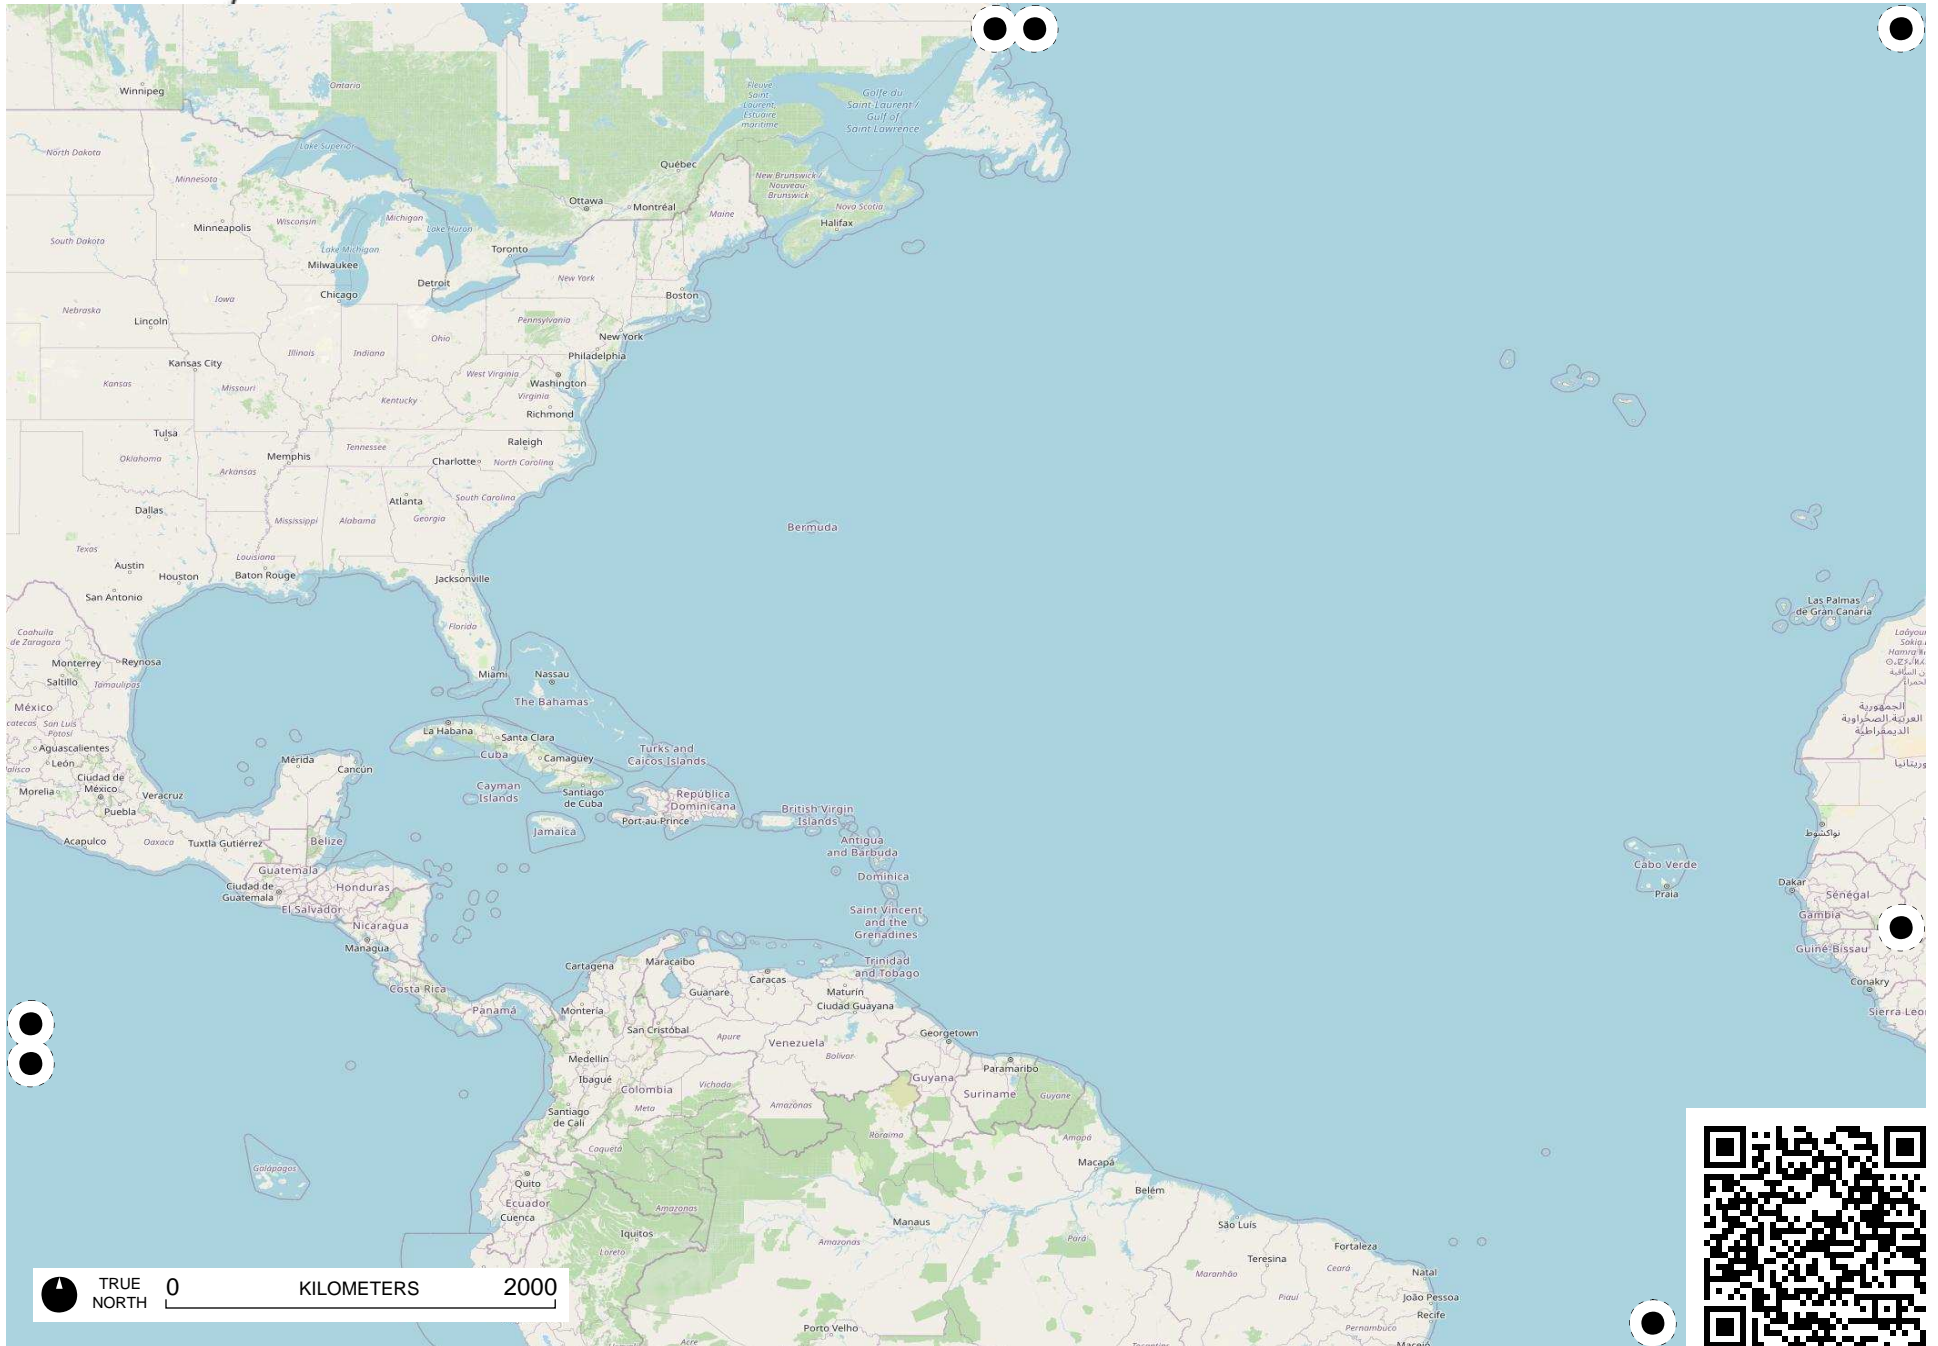 Winnipeg
Ontario
Fleuve
Saint-
Laurent,
Estuaire
maritime
Golfe du
Saint-Laurent /
Gulf of
Saint Lawrence
North Dakota
Lake Superior
Minnesota
Québec
New Brunswick /
Nouveau-
Brunswick
Ottawa
Montréal
Maine
Nova Scotia
Halifax
Wisconsin
Michigan
Minneapolis
Lake Huron
South Dakota
Lake Michigan
Toronto
Milwaukee
New York
Detroit
Chicago
Boston
Iowa
Nebraska
Lincoln
Pennsylvania
New York
Ohio
Illinois
Indiana
Philadelphia
Kansas City
West Virginia
Kansas
Missouri
Washington
Virginia
Kentucky
Richmond
Tulsa
Raleigh
Tennessee
Oklahoma
Memphis
Charlotte
North Carolina
Arkansas
South Carolina
Atlanta
Dallas
Mississippi
Alabama
Georgia
Bermuda
Texas
Louisiana
Austin
Houston
Baton Rouge
Jacksonville
San Antonio
Las Palmas
de Gran Canaria
Florida
Coahuila
de Zaragoza
Monterrey
Reynosa
Miami
Nassau
Saltillo
Tamaulipas
The Bahamas
México
San Luis
Potosí
La Habana
Santa Clara
الجمهورية
العربية الصحراوية
الديمقراطية
Aguascalientes
Cuba
Camaguey
Turks and
Caicos Islands
León
Mérida
Cancún
Ciudad de
México
Morelia
Veracruz
Cayman
Islands
Santiago
de Cuba
República
Dominicana
Puebla
Port-au-Prince
British Virgin
Islands
Jamaica
نواكشوط
Acapulco
Oaxaca
Tuxtla Gutiérrez
Belize
Antigua
and Barbuda
Guatemala
Cabo Verde
Dominica
Ciudad de
Guatemala
Honduras
Praia
Dakar
Sénégal
El Salvador
Saint Vincent
and the
Grenadines
Gambia
Nicaragua
Managua
Guiné-Bissau
Cartagena
Maracaibo
Trinidad
and Tobago
Caracas
Conakry
Costa Rica
Guanare
Maturín
Panamá
Montería
Ciudad Guayana
Sierra Leo
San Cristóbal
Apure
Venezuela
Georgetown
Medellín
Bolívar
Paramaribo
Ibagué
Colombia
Vichada
Guyana
Suriname
Guyane
Meta
Amazonas
Santiago
de Cali
Roraima
Amapá
Caquetá
Macapá
Galápagos
Quito
Belém
Ecuador
Amazonas
Cuenca
Manaus
São Luís
Iquitos
Amazonas
Pará
Fortaleza
Loreto
Teresina
Ceará
Maranhão
Natal
TRUE
NORTH
0 KILOMETERS 2000
Piauí
João Pessoa
Recife
Porto Velho
Pernambuco
Acre